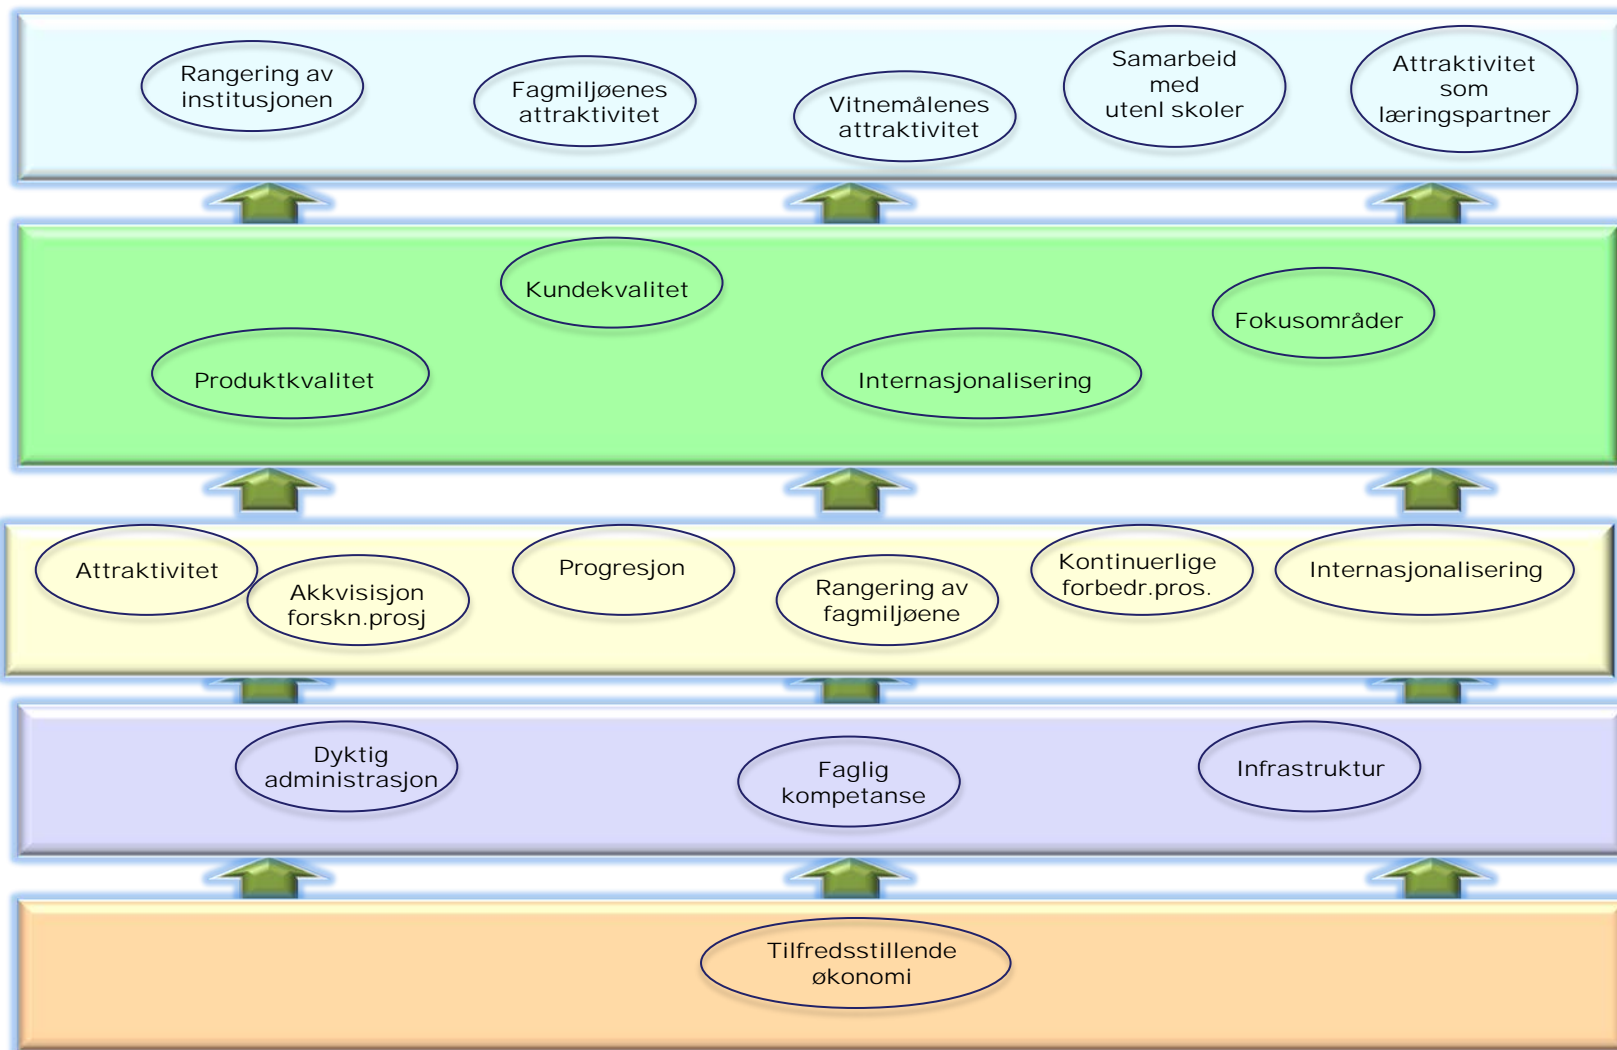 Rangering av
institusjonen
Fagmiljøenes
attraktivitet
Vitnemålenes
attraktivitet
Samarbeid
med
utenl skoler
Attraktivitet
som
læringspartner
Kundekvalitet
Fokusområder
Produktkvalitet
Internasjonalisering
Attraktivitet
Akkvisisjon
forskn.prosj
Progresjon
Rangering av
fagmiljøene
Kontinuerlige
forbedr.pros.
Internasjonalisering
Dyktig
administrasjon
Faglig
kompetanse
Infrastruktur
Tilfredsstillende
økonomi